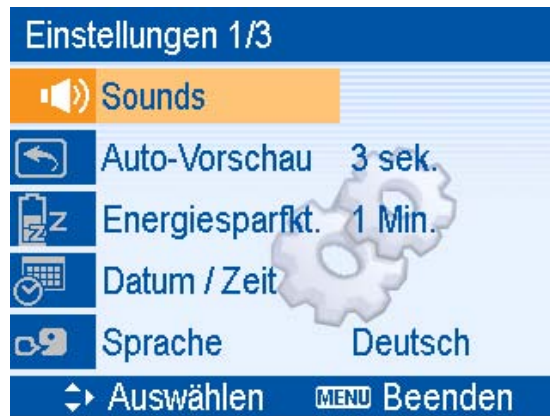 Einstellungen 1/3
Sounds
Auto-Vorschau 3 sek.
Energiesparfkt. 1 Min.
Datum / Zeit
Sprache Deutsch
Auswählen MENU Beenden